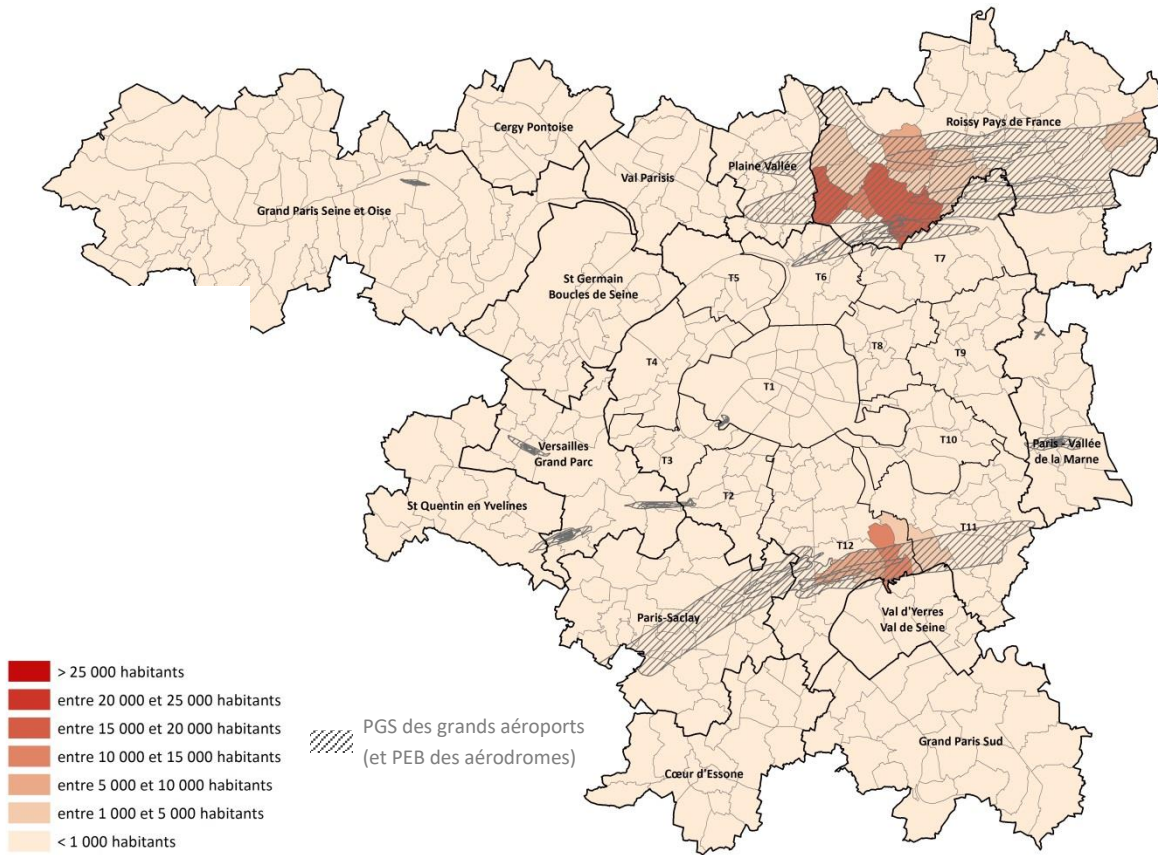 Cergy Pontoise
Roissy Pays de France
Val Parisis
Plaine Vallée
Grand Paris Seine et Oise
St Germain
Boucles de Seine
T5
T6
T7
T4
T8
T9
T1
Versailles
Grand Parc
T3
T10
Paris - Vallée
de la Marne
St Quentin en Yvelines
T2
T12
T11
Paris-Saclay
Val d'Yerres
Val de Seine
Grand Paris Sud
Cœur d'Essone
> 25 000 habitants
entre 20 000 et 25 000 habitants
entre 15 000 et 20 000 habitants
entre 10 000 et 15 000 habitants
entre 5 000 et 10 000 habitants
entre 1 000 et 5 000 habitants
< 1 000 habitants
PGS des grands aéroports
(et PEB des aérodromes)